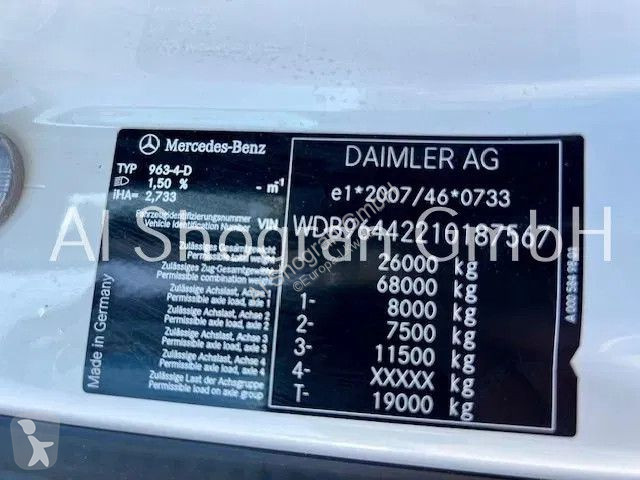 Mercedes-Benz
TYP 963-4-D
1,50 % - m⁻¹
iHA= 2,733
Fahrzeugidentifizierungsnummer
Vehicle Identification Number VIN
Zulässiges Gesamtgewicht
Permissible total weight
Zulässiges Zug-Gesamtgewicht
Permissible combination weight
Zulässige Achslast, Achse 1
Permissible axle load, axle 1
Zulässige Achslast, Achse 2
Permissible axle load, axle 2
Zulässige Achslast, Achse 3
Permissible axle load, axle 3
Zulässige Achslast, Achse 4
Permissible axle load, axle 4
Zulässige Last der Achsgruppe
Permissible load on axle group
Made in Germany
DAIMLER AG
e1*2007/46*0733
WDB96442210187567
26000 kg
68000 kg
1- 8000 kg
2- 7500 kg
3- 11500 kg
4- XXXXX kg
T- 19000 kg
Al Snogran GmbH